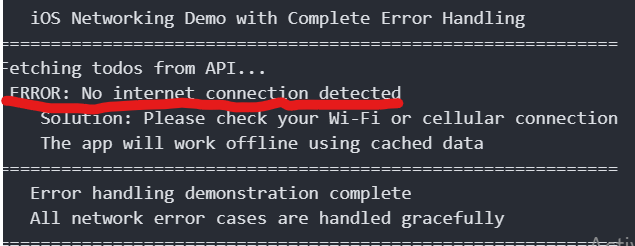 iOS Networking Demo with Complete Error Handling
============================================================
Fetching todos from API...
ERROR: No internet connection detected
Solution: Please check your Wi-Fi or cellular connection
The app will work offline using cached data
============================================================
Error handling demonstration complete
All network error cases are handled gracefully
============================================================